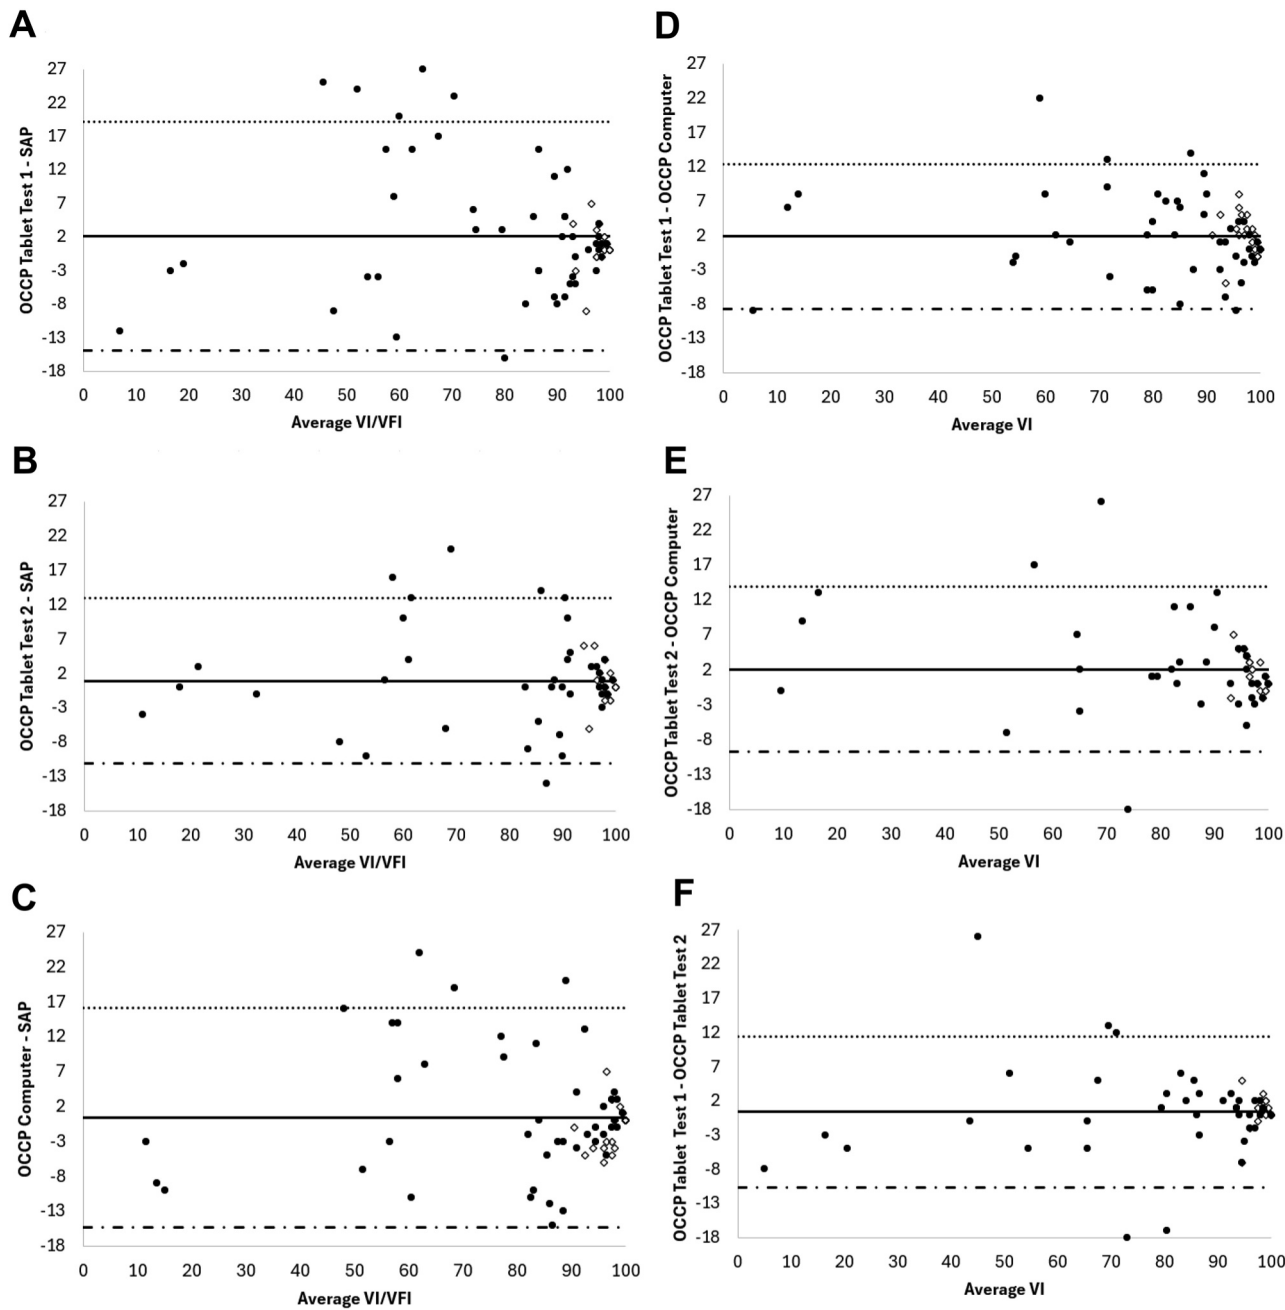 A
OCCP Tablet Test 1 - SAP
27
22
17
12
7
2
-3
-8
-13
-18
0 10 20 30 40 50 60 70 80 90 100
Average VI/VFI
D
OCCP Tablet Test 1 - OCCP Computer
27
22
17
12
7
2
-3
-8
-13
-18
0 10 20 30 40 50 60 70 80 90 100
Average VI
B
OCCP Tablet Test 2 - SAP
27
22
17
12
7
2
-3
-8
-13
-18
0 10 20 30 40 50 60 70 80 90 100
Average VI/VFI
E
OCCP Tablet Test 2 - OCCP Computer
27
22
17
12
7
2
-3
-8
-13
-18
0 10 20 30 40 50 60 70 80 90 100
Average VI
C
OCCP Computer - SAP
27
22
17
12
7
2
-3
-8
-13
-18
0 10 20 30 40 50 60 70 80 90 100
Average VI/VFI
F
OCCP Tablet Test 1 - OCCP Tablet Test 2
27
22
17
12
7
2
-3
-8
-13
-18
0 10 20 30 40 50 60 70 80 90 100
Average VI